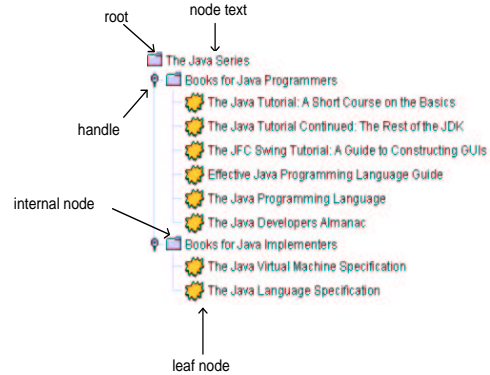 node text
root
The Java Series
Books for Java Programmers
The Java Tutorial: A Short Course on the Basics
handle
The Java Tutorial Continued: The Rest of the JDK
The JFC Swing Tutorial: A Guide to Constructing GUIs
Effective Java Programming Language Guide
internal node
The Java Programming Language
The Java Developers Almanac
Books for Java Implementers
The Java Virtual Machine Specification
The Java Language Specification
leaf node